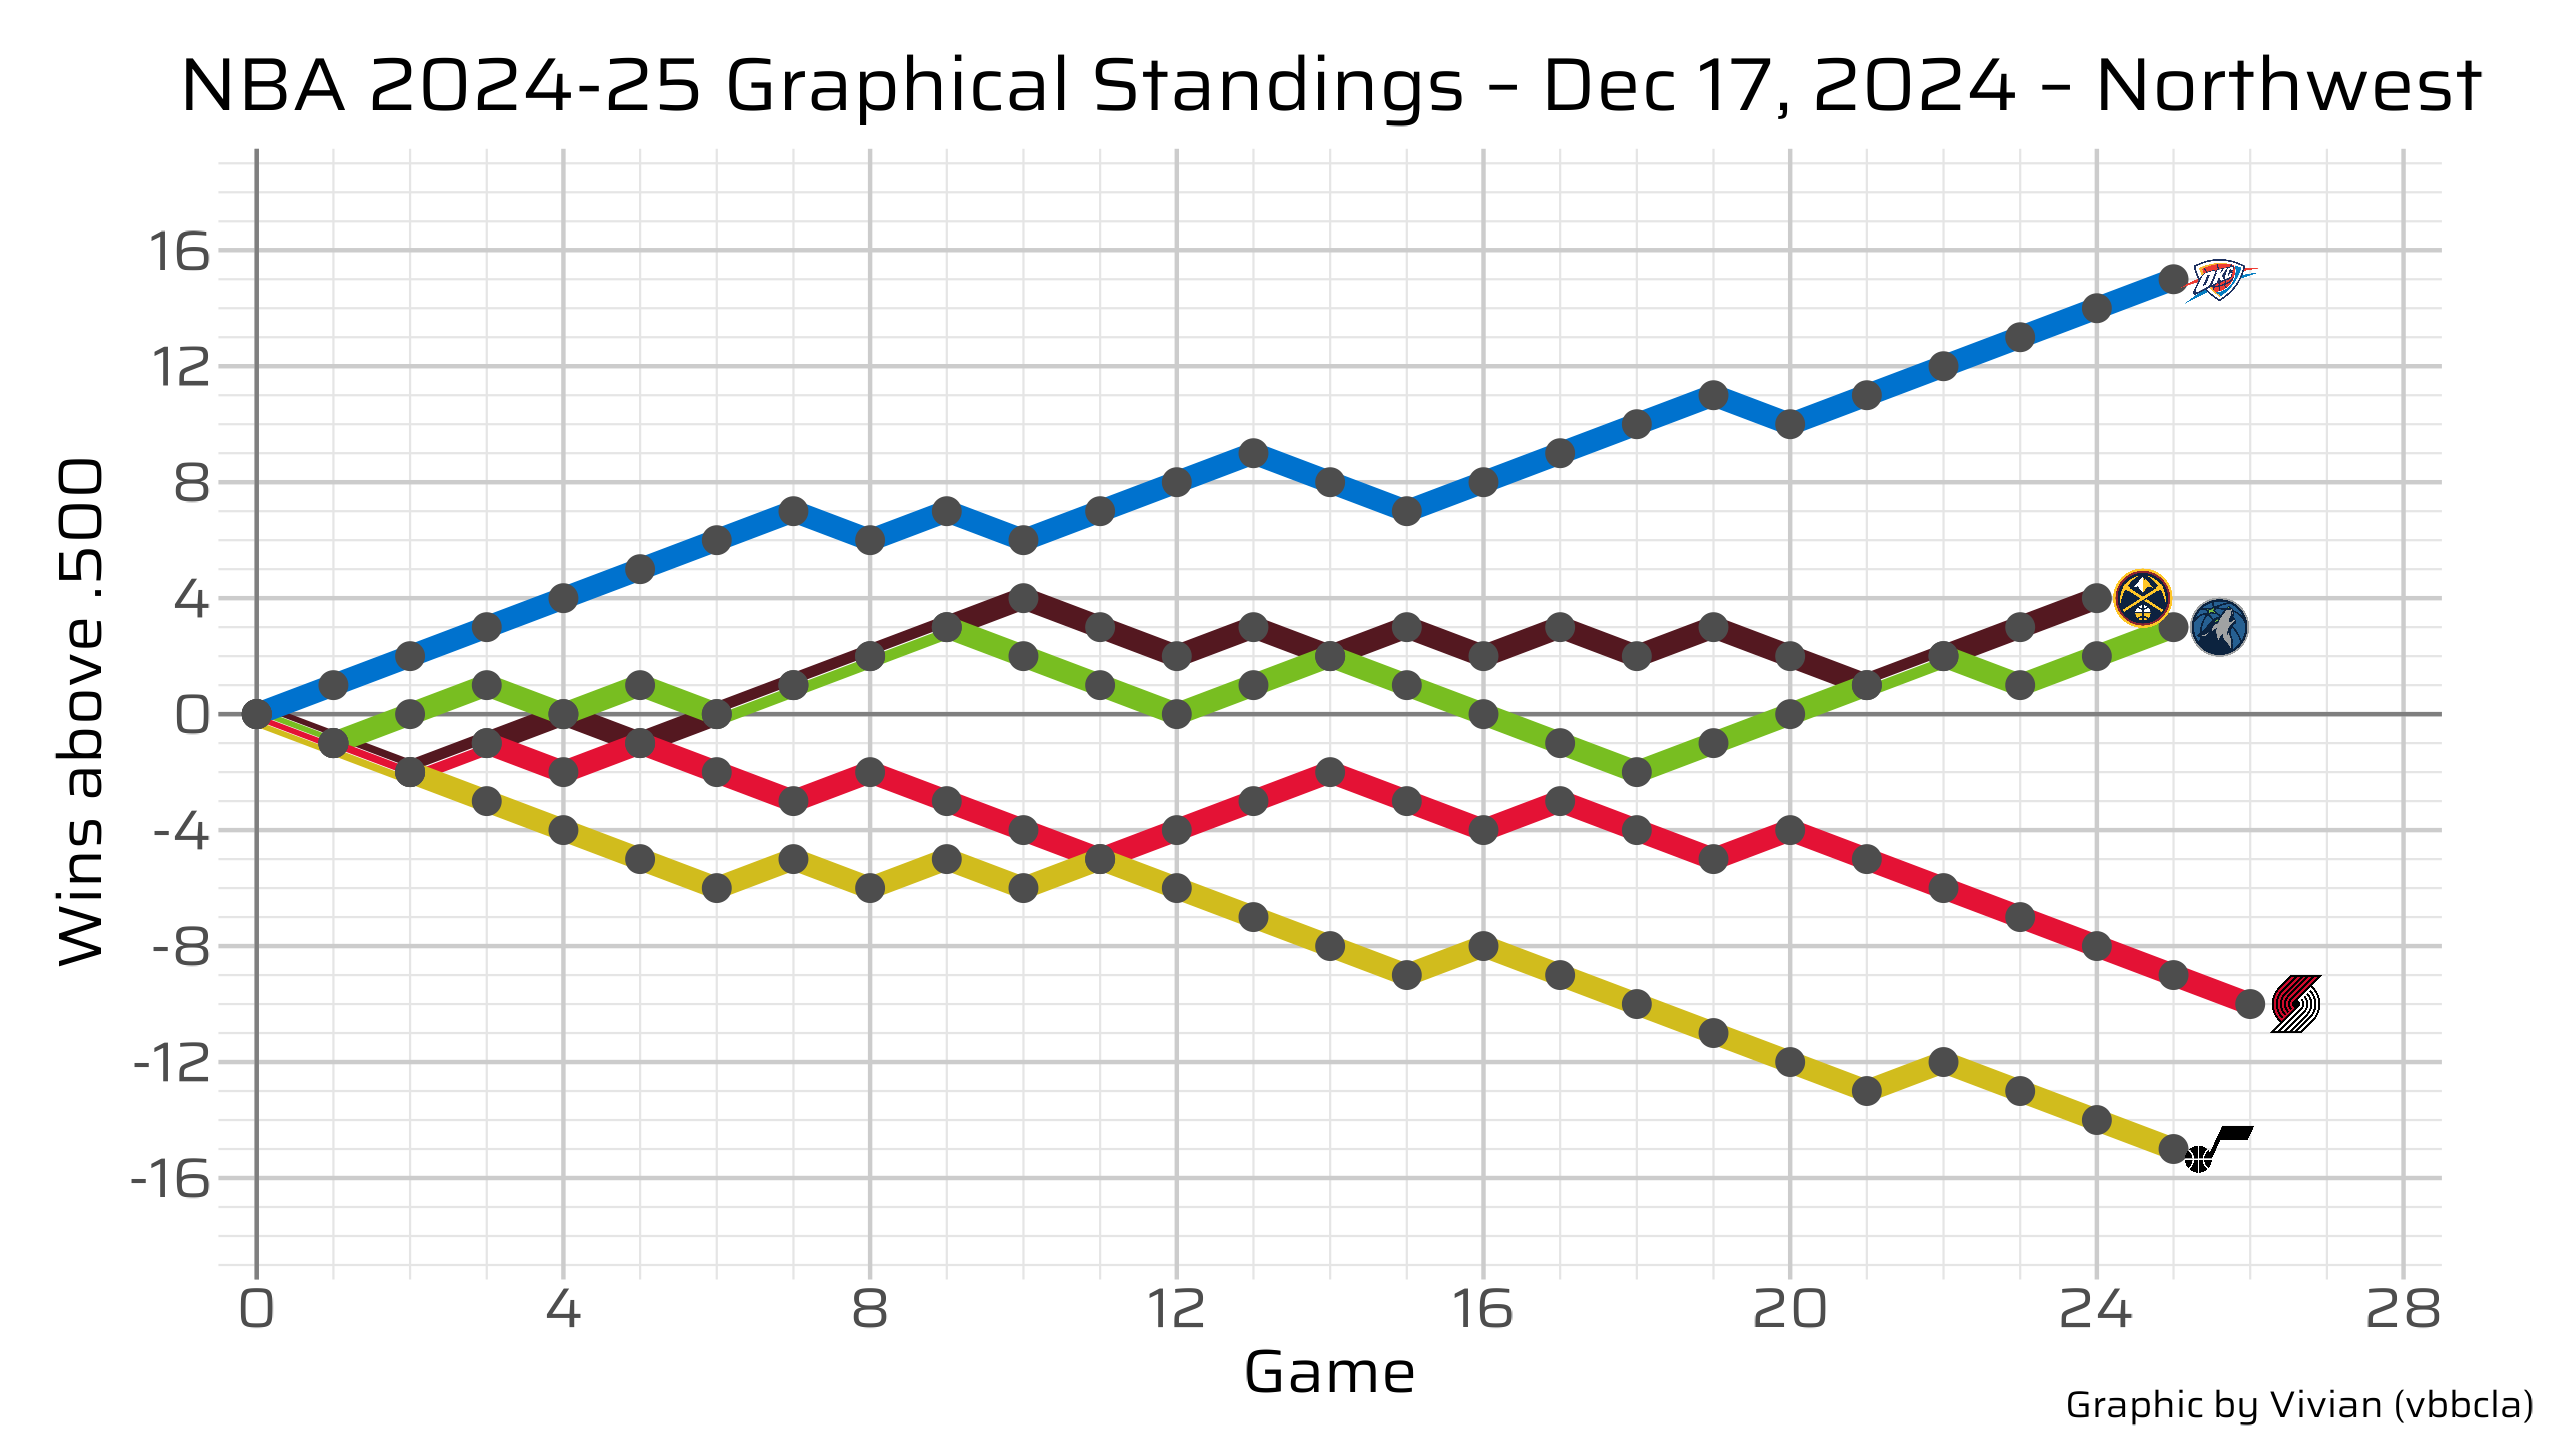 NBA 2024-25 Graphical Standings – Dec 17, 2024 – Northwest
Wins above .500
16
12
8
4
0
-4
-8
-12
-16
OKC
0 4 8 12 16 20 24 28
Game
Graphic by Vivian (vbbcla)